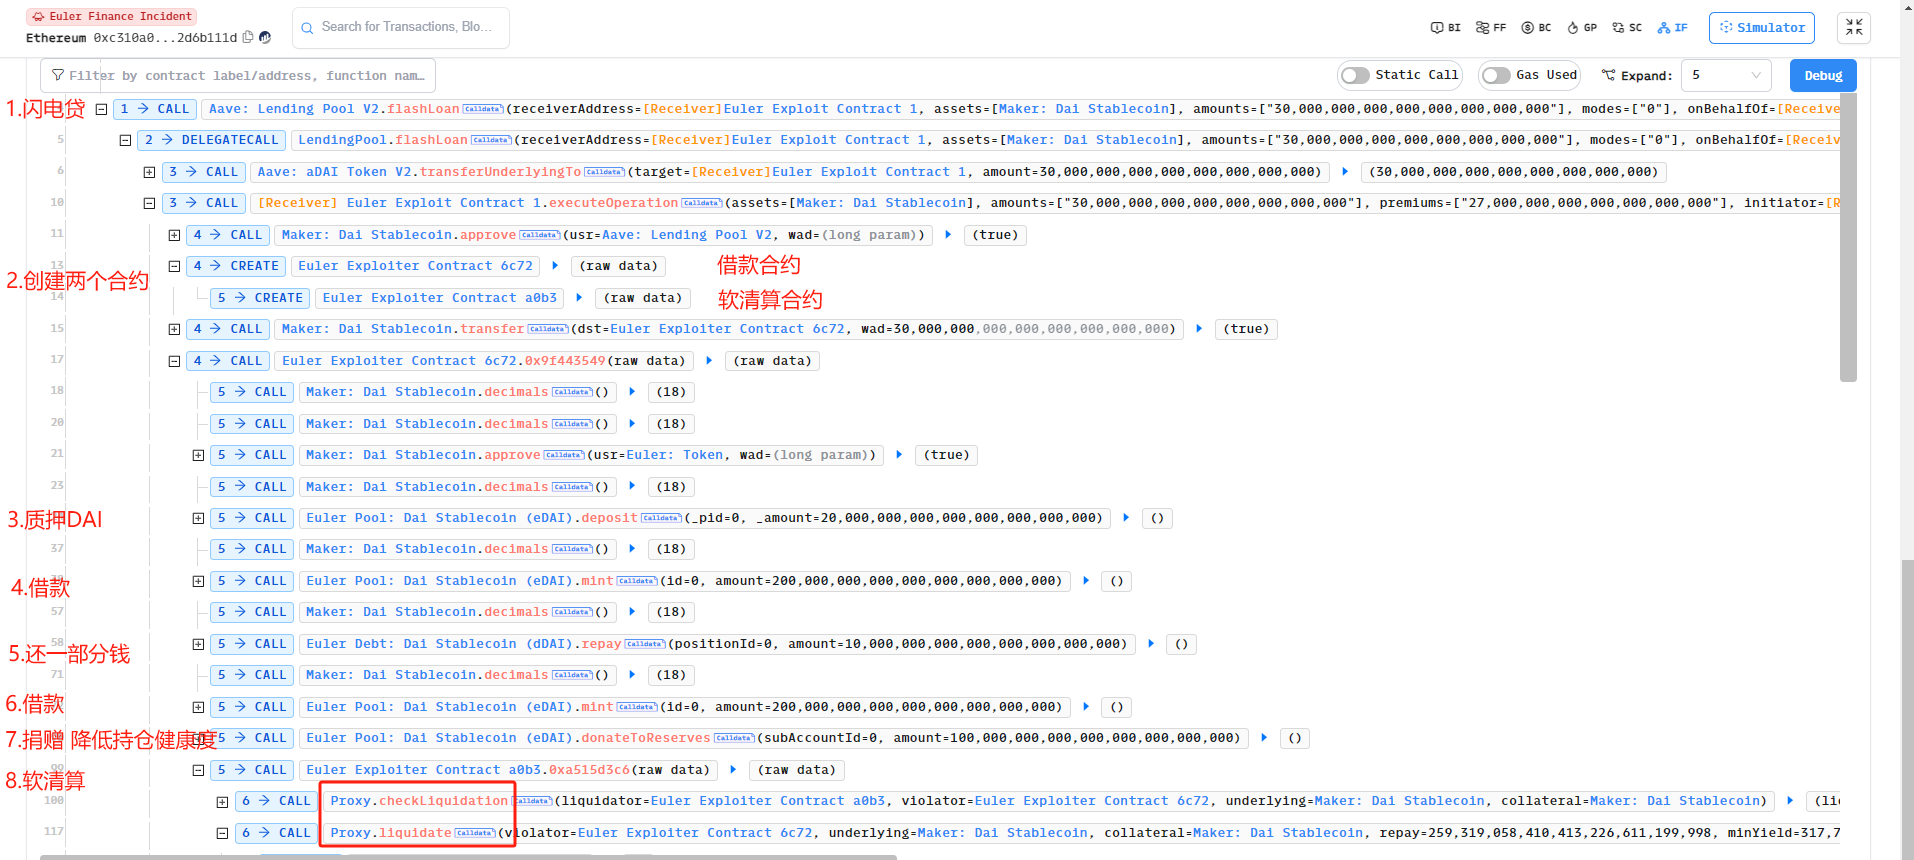 Euler Finance Incident
Ethereum 0xc310a0...2d6b111d
Search for Transactions, Blo...
BI FF BC GP SC IF Simulator
Filter by contract label/address, function nam...
Static Call Gas Used Expand: 5 Debug
1.闪电贷 1 → CALL Aave: Lending Pool V2.flashLoan Calldata (receiverAddress=[Receiver]Euler Exploit Contract 1, assets=[Maker: Dai Stablecoin], amounts=["30,000,000,000,000,000,000,000,000"], modes=["0"], onBehalfOf=[Receive
5 2 → DELEGATECALL LendingPool.flashLoan Calldata (receiverAddress=[Receiver]Euler Exploit Contract 1, assets=[Maker: Dai Stablecoin], amounts=["30,000,000,000,000,000,000,000,000"], modes=["0"], onBehalfOf=[Receiv
6 3 → CALL Aave: aDAI Token V2.transferUnderlyingTo Calldata (target=[Receiver]Euler Exploit Contract 1, amount=30,000,000,000,000,000,000,000,000) (30,000,000,000,000,000,000,000,000)
10 3 → CALL [Receiver] Euler Exploit Contract 1.executeOperation Calldata (assets=[Maker: Dai Stablecoin], amounts=["30,000,000,000,000,000,000,000,000"], premiums=["27,000,000,000,000,000,000,000"], initiator=[R
11 4 → CALL Maker: Dai Stablecoin.approve Calldata (usr=Aave: Lending Pool V2, wad=(long param)) (true)
13 4 → CREATE Euler Exploiter Contract 6c72 (raw data) 借款合约
2.创建两个合约
14 5 → CREATE Euler Exploiter Contract a0b3 (raw data) 软清算合约
15 4 → CALL Maker: Dai Stablecoin.transfer Calldata (dst=Euler Exploiter Contract 6c72, wad=30,000,000,000,000,000,000,000,000) (true)
17 4 → CALL Euler Exploiter Contract 6c72.0x9f443549(raw data) (raw data)
18 5 → CALL Maker: Dai Stablecoin.decimals Calldata () (18)
20 5 → CALL Maker: Dai Stablecoin.decimals Calldata () (18)
21 5 → CALL Maker: Dai Stablecoin.approve Calldata (usr=Euler: Token, wad=(long param)) (true)
23 5 → CALL Maker: Dai Stablecoin.decimals Calldata () (18)
3.质押DAI 5 → CALL Euler Pool: Dai Stablecoin (eDAI).deposit Calldata (_pid=0, _amount=20,000,000,000,000,000,000,000,000) ()
37 5 → CALL Maker: Dai Stablecoin.decimals Calldata () (18)
4.借款 5 → CALL Euler Pool: Dai Stablecoin (eDAI).mint Calldata (id=0, amount=200,000,000,000,000,000,000,000,000) ()
57 5 → CALL Maker: Dai Stablecoin.decimals Calldata () (18)
58 5 → CALL Euler Debt: Dai Stablecoin (dDAI).repay Calldata (positionId=0, amount=10,000,000,000,000,000,000,000,000) ()
5.还一部分钱
71 5 → CALL Maker: Dai Stablecoin.decimals Calldata () (18)
6.借款 5 → CALL Euler Pool: Dai Stablecoin (eDAI).mint Calldata (id=0, amount=200,000,000,000,000,000,000,000,000) ()
7.捐赠 降低持仓健康度 5 → CALL Euler Pool: Dai Stablecoin (eDAI).donateToReserves Calldata (subAccountId=0, amount=100,000,000,000,000,000,000,000,000) ()
99 5 → CALL Euler Exploiter Contract a0b3.0xa515d3c6(raw data) (raw data)
8.软清算
100 6 → CALL Proxy.checkLiquidation Calldata (liquidator=Euler Exploiter Contract a0b3, violator=Euler Exploiter Contract 6c72, underlying=Maker: Dai Stablecoin, collateral=Maker: Dai Stablecoin) (li
117 6 → CALL Proxy.liquidate Calldata (violator=Euler Exploiter Contract 6c72, underlying=Maker: Dai Stablecoin, collateral=Maker: Dai Stablecoin, repay=259,319,058,410,413,226,611,199,998, minYield=317,7